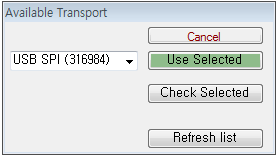 Available Transport
Cancel
USB SPI (316984)
Use Selected
Check Selected
Refresh list